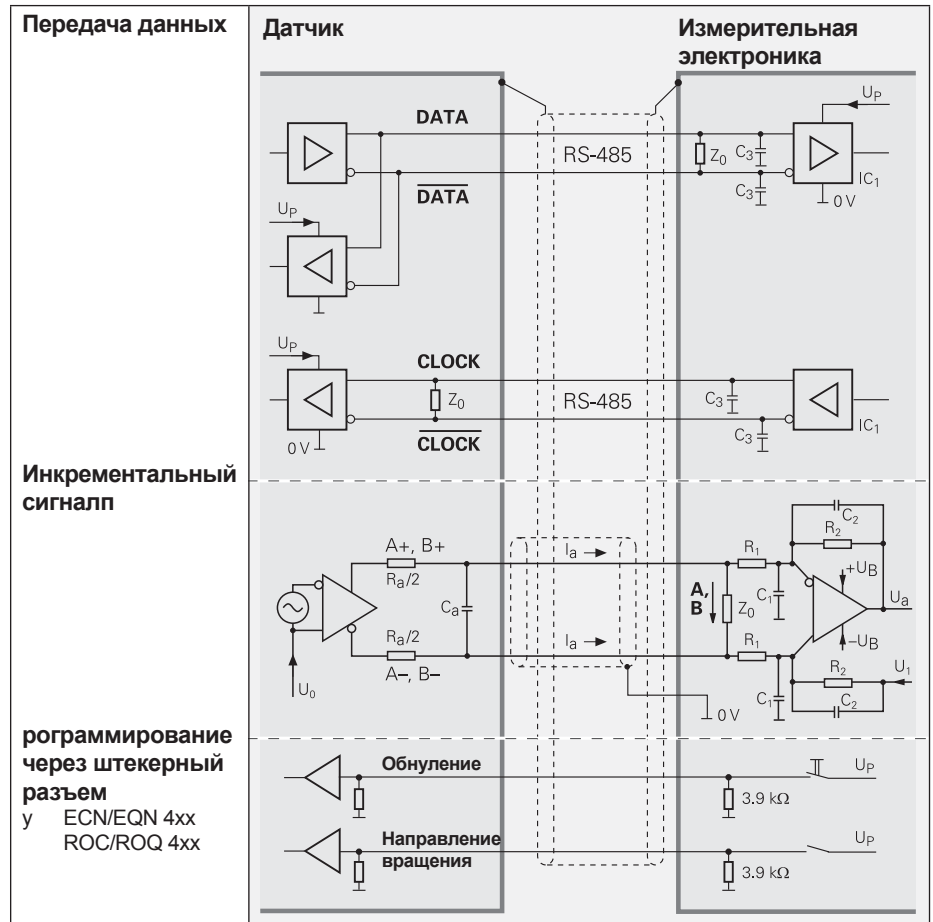 Передача данных
Датчик
Измерительная
электроника
DATA
DATA
RS-485
Z0
C3
C3
UP
IC1
0 V
UP
UP
CLOCK
CLOCK
Z0
RS-485
0 V
C3
C3
IC1
Инкрементальный
сигналп
A+, B+
Ra/2
Ca
Ra/2
A–, B–
U0
Ia
Ia
0 V
A,
B
Z0
R1
C1
R1
C1
C2
R2
+UB
Ua
–UB
R2
U1
C2
рограммирование
через штекерный
разъем
у ECN/EQN 4xx
ROC/ROQ 4xx
Обнуление
3.9 kΩ
UP
Направление
вращения
3.9 kΩ
UP